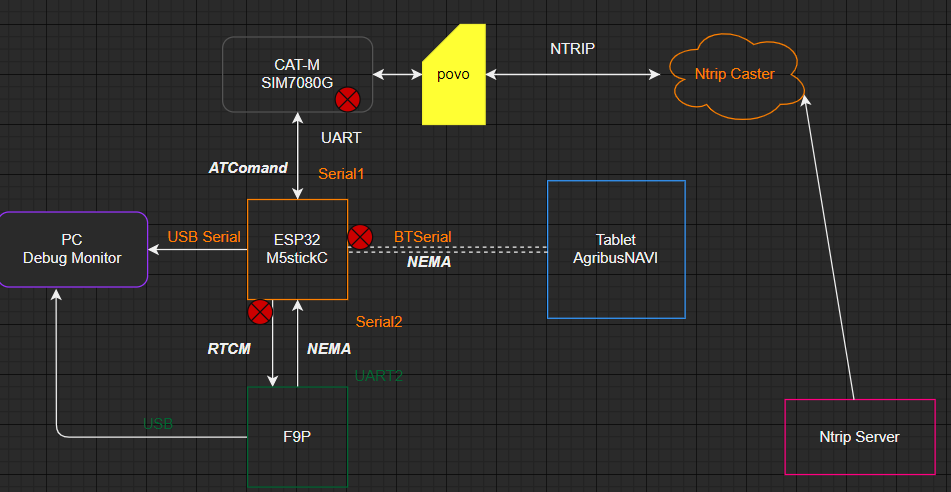 NTRIP
CAT-M
SIM7080G
povo
Ntrip Caster
UART
ATComand
Serial1
PC
Debug Monitor
USB Serial
ESP32
M5stickC
BTSerial
NEMA
Tablet
AgribusNAVI
Serial2
RTCM
NEMA
UART2
USB
F9P
Ntrip Server